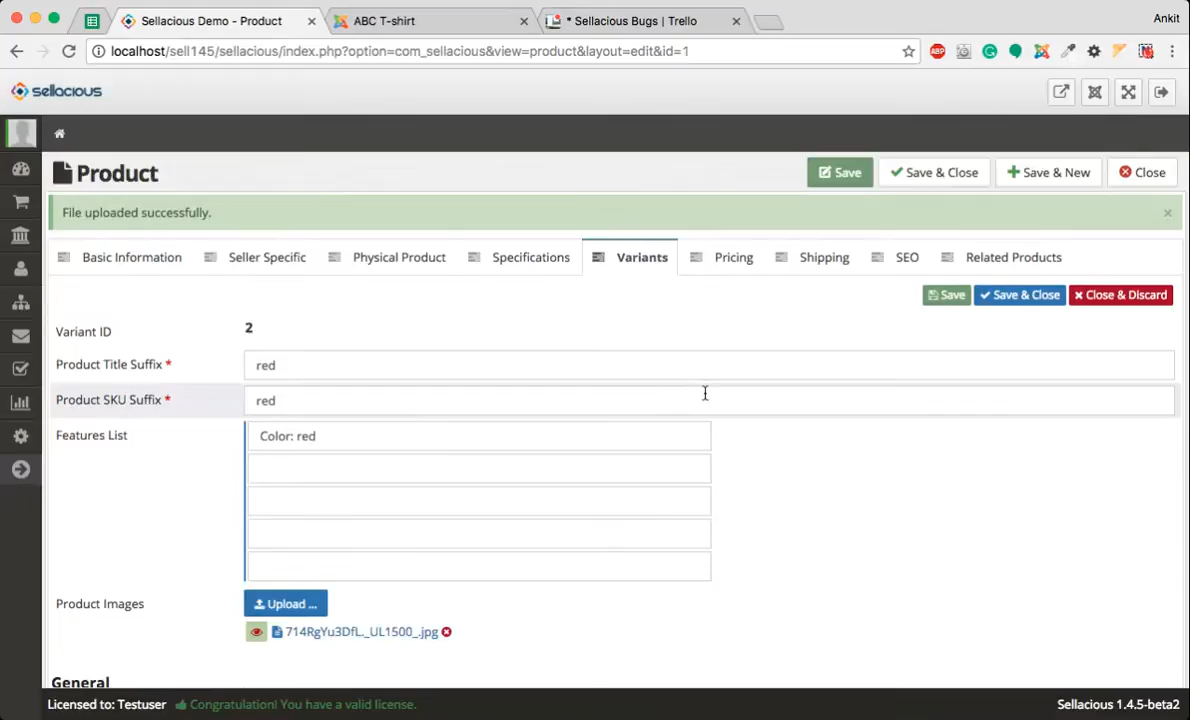 Sellacious Demo - Product
ABC T-shirt
* Sellacious Bugs | Trello
Ankit
localhost/sell145/sellacious/index.php?option=com_sellacious&view=product&layout=edit&id=1
ABP
sellacious
Product
Save
Save & Close
Save & New
Close
File uploaded successfully.
Basic Information
Seller Specific
Physical Product
Specifications
Variants
Pricing
Shipping
SEO
Related Products
Save
Save & Close
Close & Discard
Variant ID
2
Product Title Suffix *
red
Product SKU Suffix *
red
Features List
Color: red
Product Images
Upload ...
714RgYu3DfL._UL1500_.jpg
General
Licensed to: Testuser
Congratulation! You have a valid license.
Sellacious 1.4.5-beta2